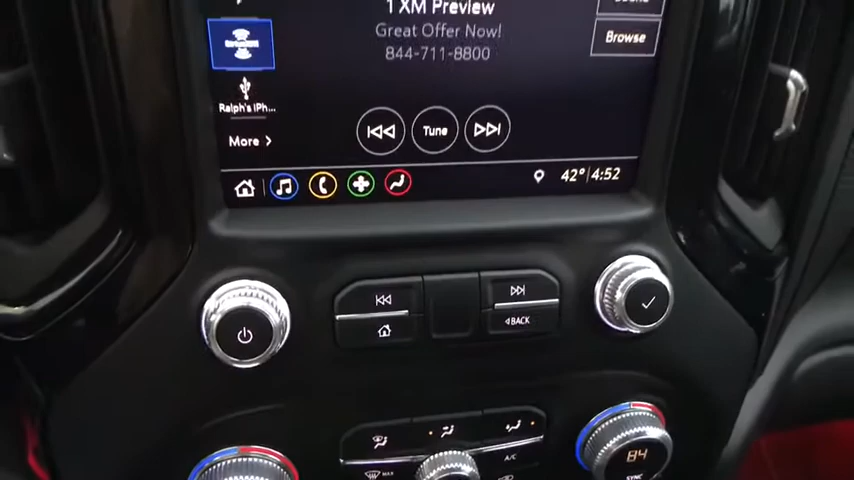 1 XM Preview
Great Offer Now!
844-711-8800
Browse
Ralph's iPh...
More
Tune
42° 4:52
BACK
84
A/C
SYNC
MAX